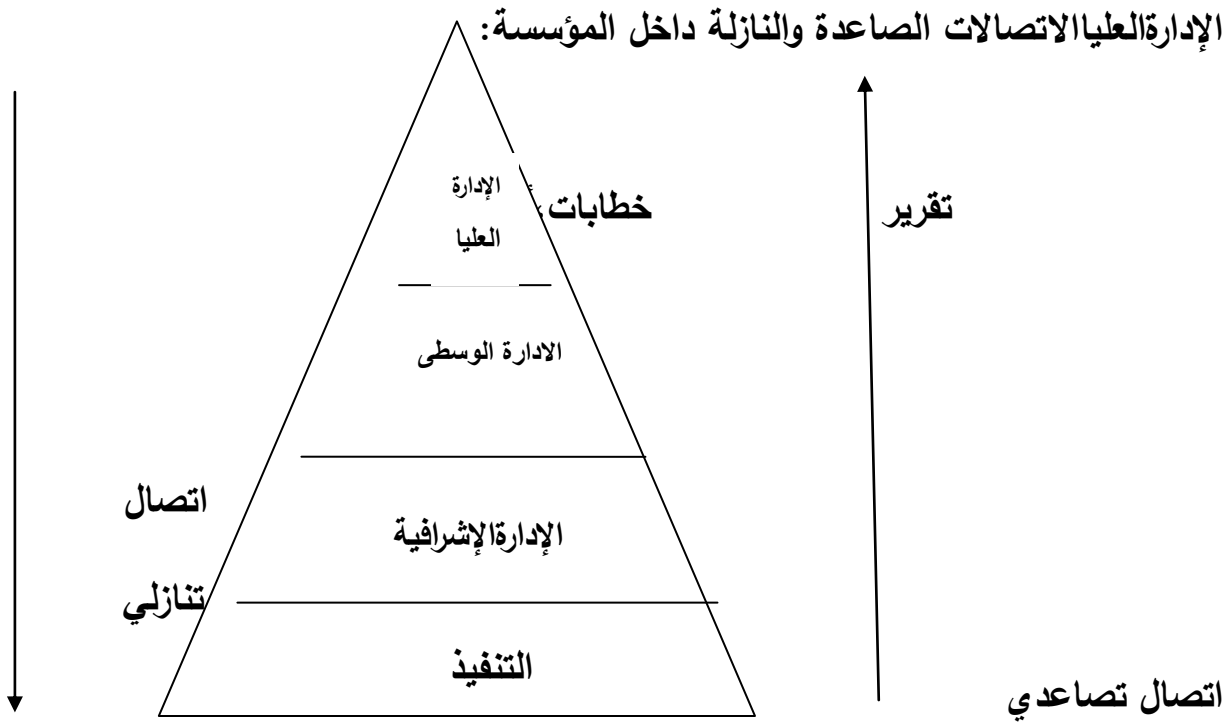 الإدارةالعلياالاتصالات الصاعدة والنازلة داخل المؤسسة:
الإدارة
العليا
خطابات
تقرير
الادارة الوسطى
اتصال
تنازلي
الإدارةالإشرافية
التنفيذ
اتصال تصاعدي